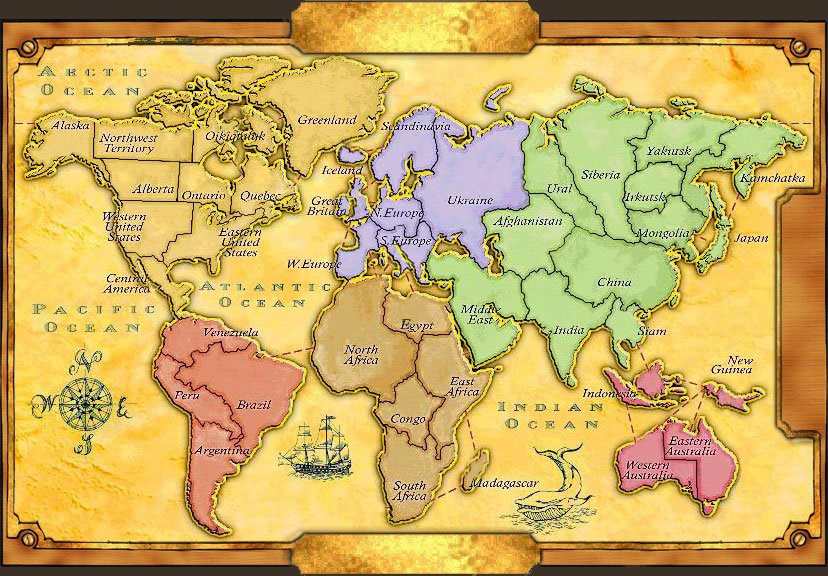 ARCTIC
OCEAN
Alaska
Northwest
Territory
Greenland
Scandinavia
Iceland
Alberta
Ontario
Quebec
Western
United
States
Eastern
United
States
Central
America
Great
Britain
N. Europe
S. Europe
W. Europe
Ukraine
Ural
Siberia
Yakutsk
Kamchatka
Irkutsk
Mongolia
Japan
Afghanistan
China
Middle
East
India
Siam
ATLANTIC
OCEAN
PACIFIC
OCEAN
Venezuela
Peru
Brazil
Argentina
North
Africa
Egypt
East
Africa
Congo
South
Africa
Madagascar
INDIAN
OCEAN
Indonesia
New
Guinea
Western
Australia
Eastern
Australia
N
W
E
S